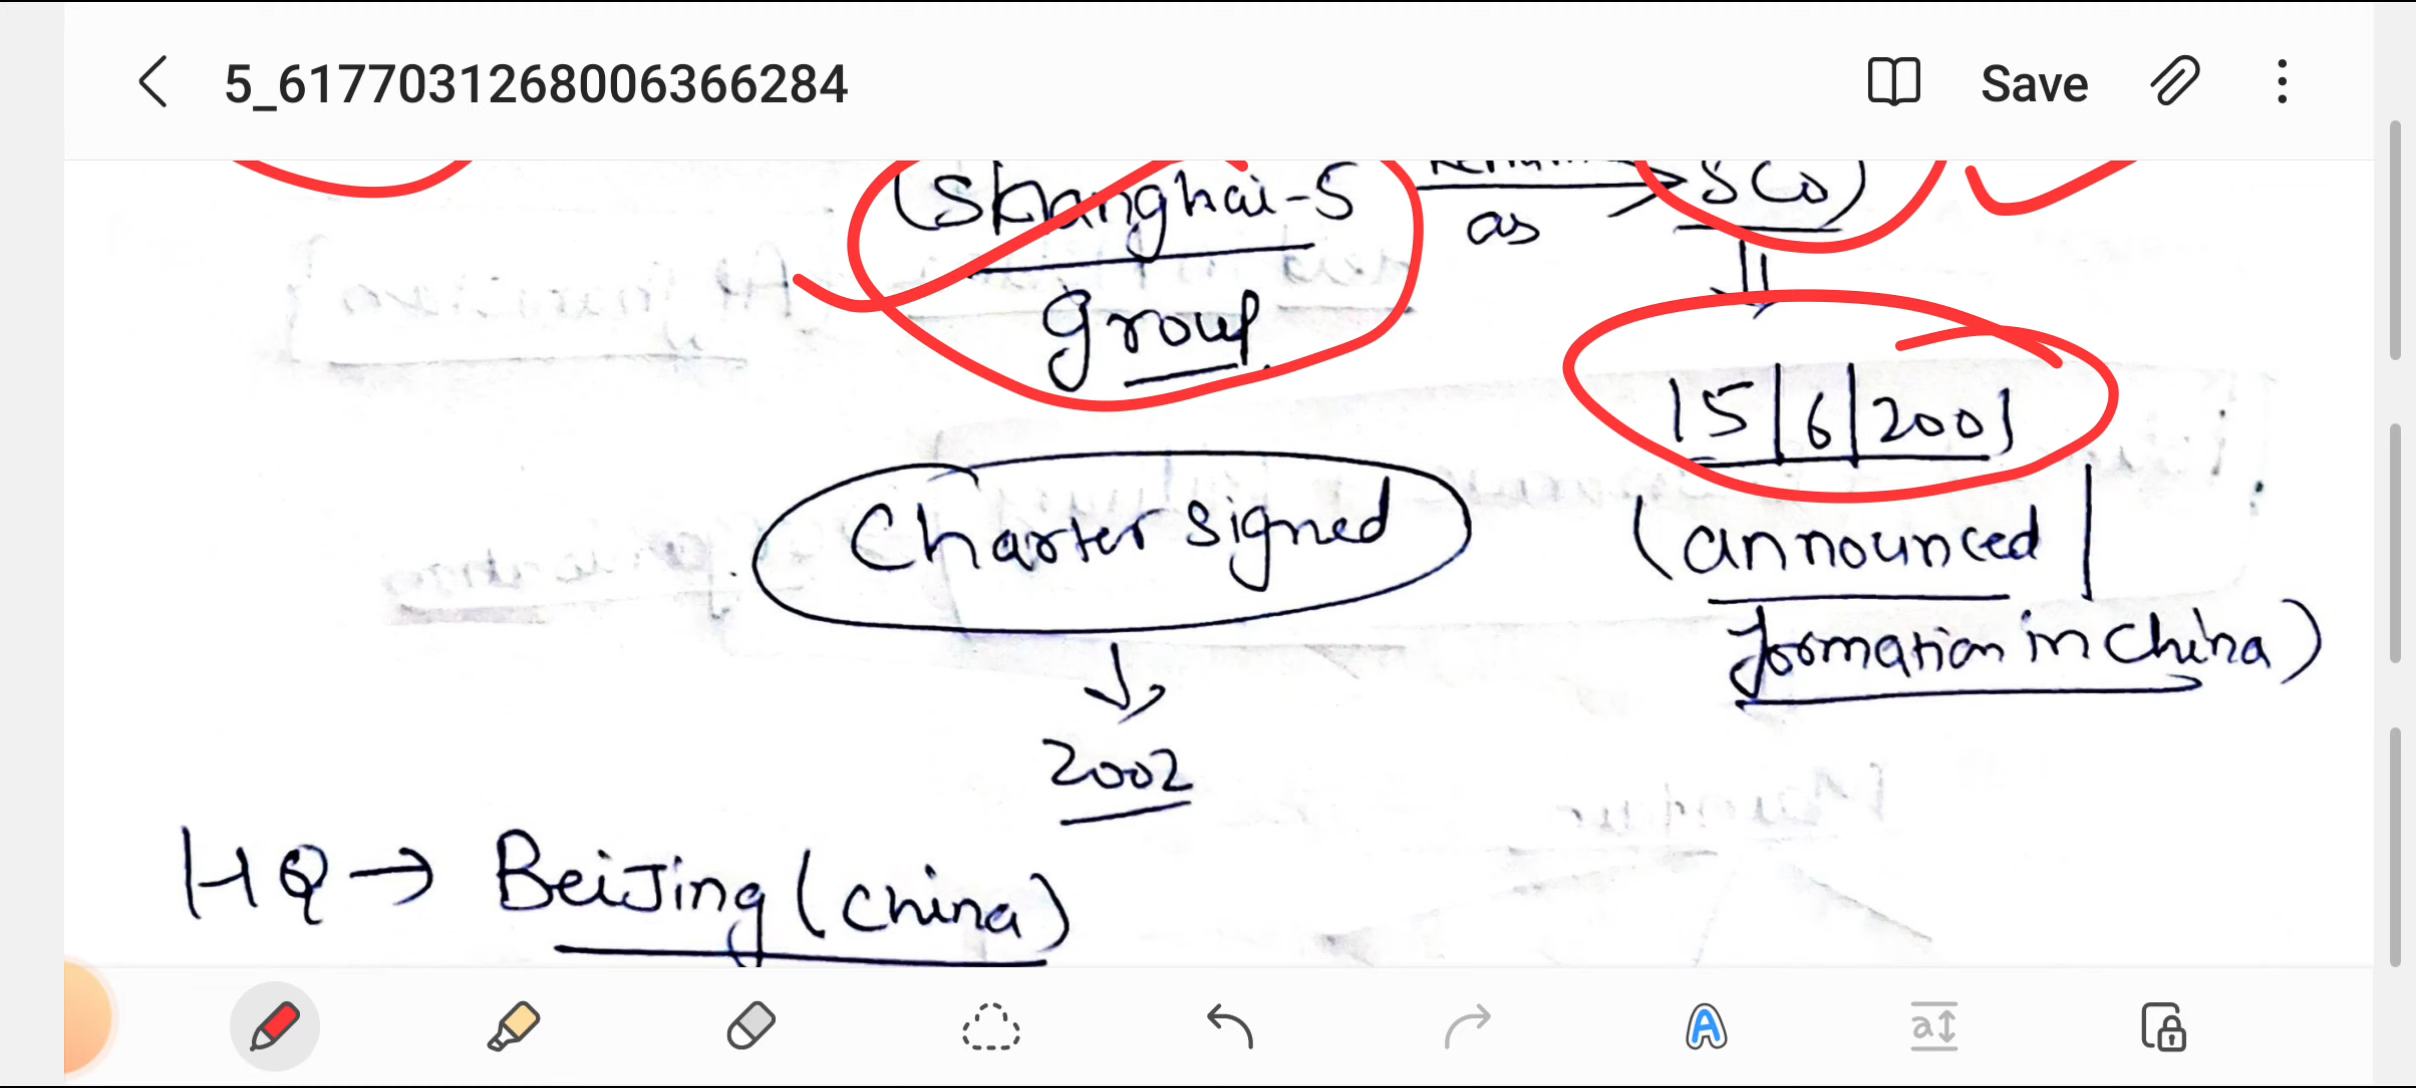 5_6177031268006366284
Save
(Shanghai-5
as
SCO)
Group.
15|6|2001
Charter signed
(announced
formation in China)
2002
HQ → BeiJing (China)